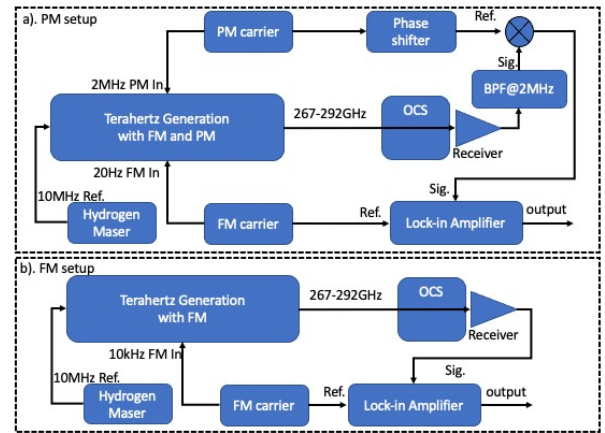 a). PM setup
PM carrier
Phase
shifter
Ref.
Sig.
BPF@2MHz
2MHz PM In
Terahertz Generation
with FM and PM
267-292GHz
OCS
Receiver
20Hz FM In
10MHz Ref.
Hydrogen
Maser
FM carrier
Ref.
Sig.
Lock-in Amplifier
output
b). FM setup
Terahertz Generation
with FM
267-292GHz
OCS
Receiver
10kHz FM In
10MHz Ref.
Hydrogen
Maser
FM carrier
Ref.
Sig.
Lock-in Amplifier
output